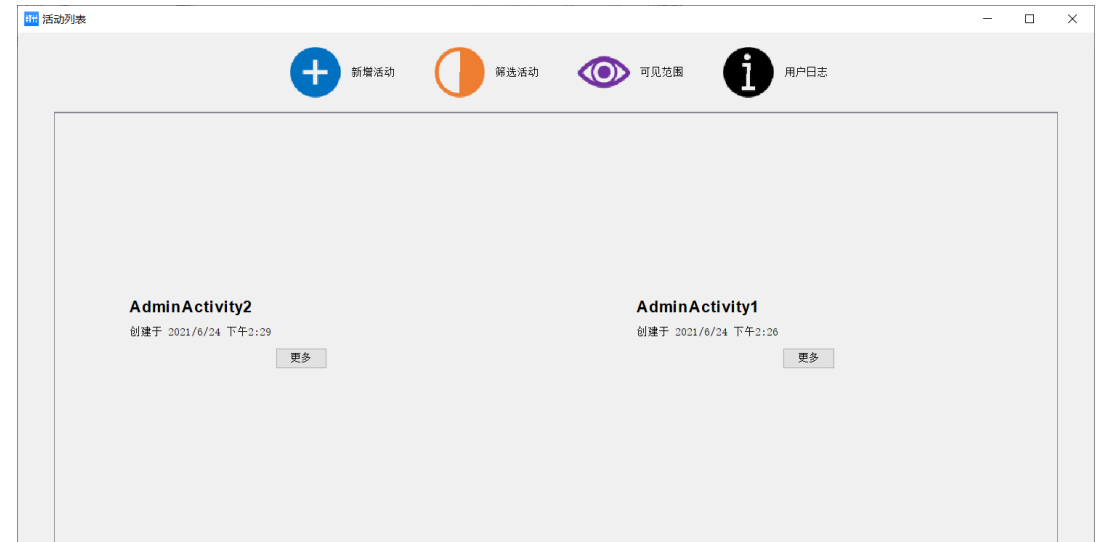 活动列表
新增活动 筛选活动 可见范围 用户日志
AdminActivity2
创建于 2021/6/24 下午2:29
更多
AdminActivity1
创建于 2021/6/24 下午2:26
更多